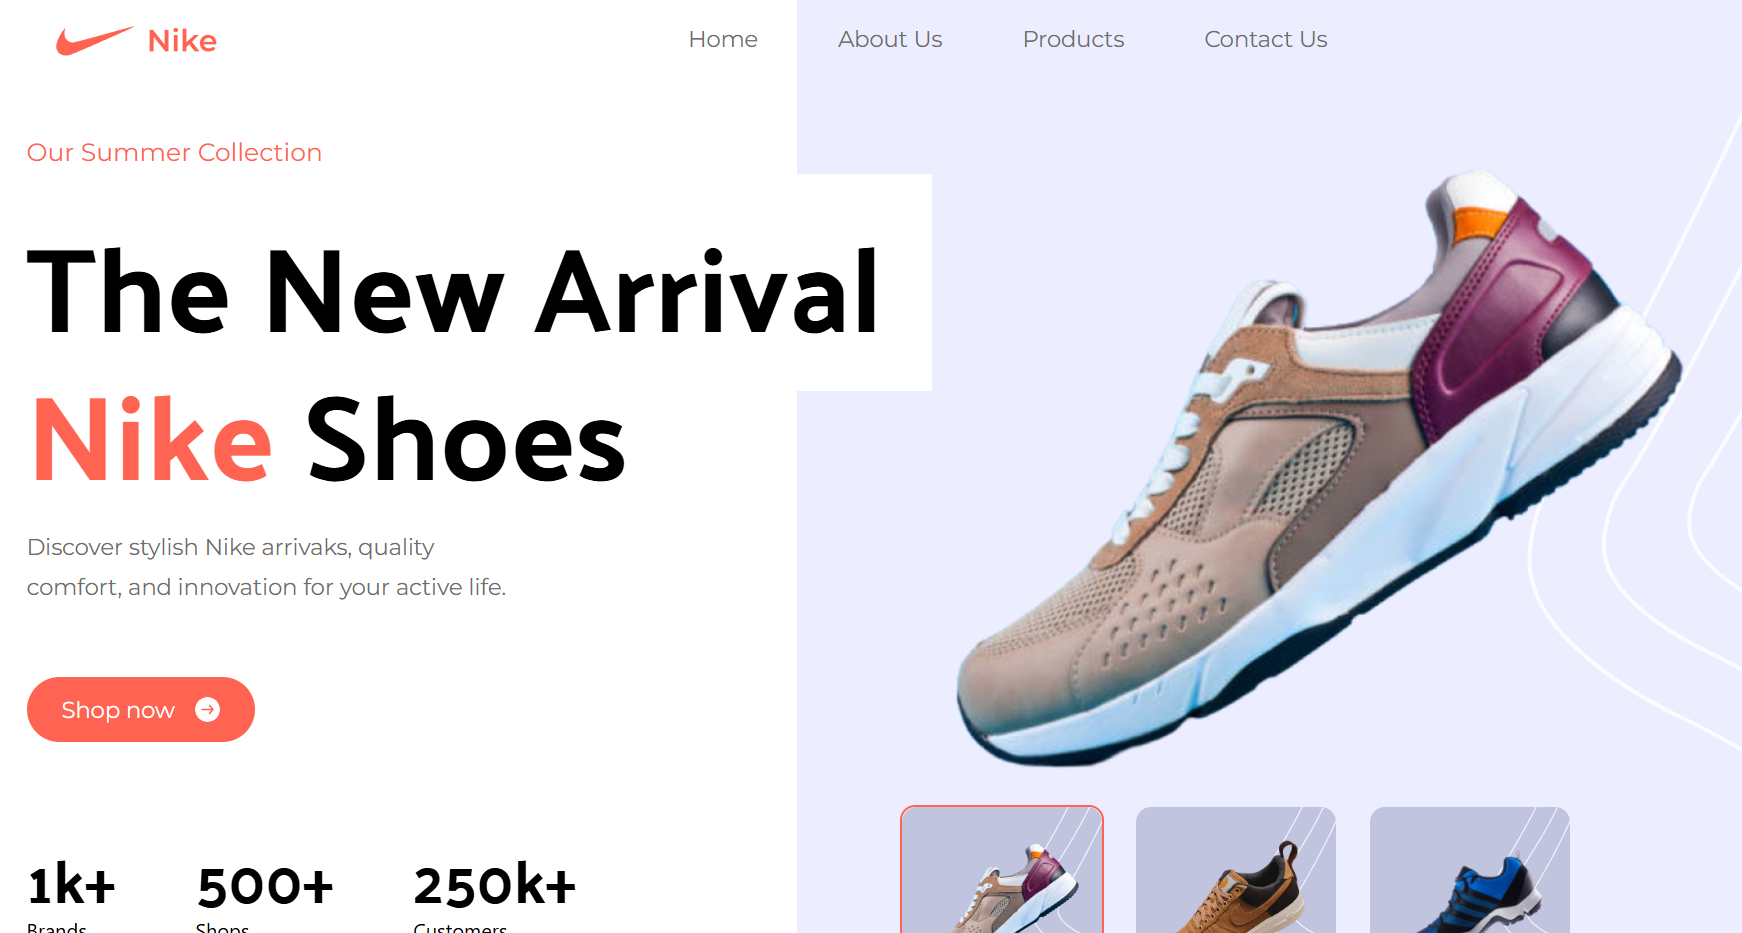 Nike
Home
About Us
Products
Contact Us
Our Summer Collection
The New Arrival
Nike Shoes
Discover stylish Nike arrivaks, quality
comfort, and innovation for your active life.
Shop now
1k+
500+
250k+
Brands
Shops
Customers